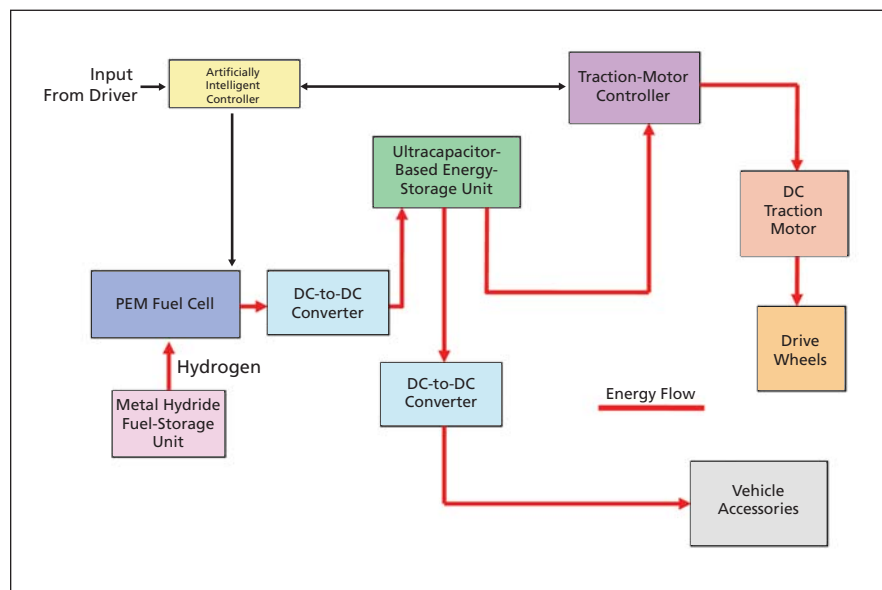 Input
From Driver
Artificially
Intelligent
Controller
Traction-Motor
Controller
Ultracapacitor-
Based Energy-
Storage Unit
DC
Traction
Motor
PEM Fuel Cell
DC-to-DC
Converter
Drive
Wheels
Hydrogen
DC-to-DC
Converter
Energy Flow
Metal Hydride
Fuel-Storage
Unit
Vehicle
Accessories